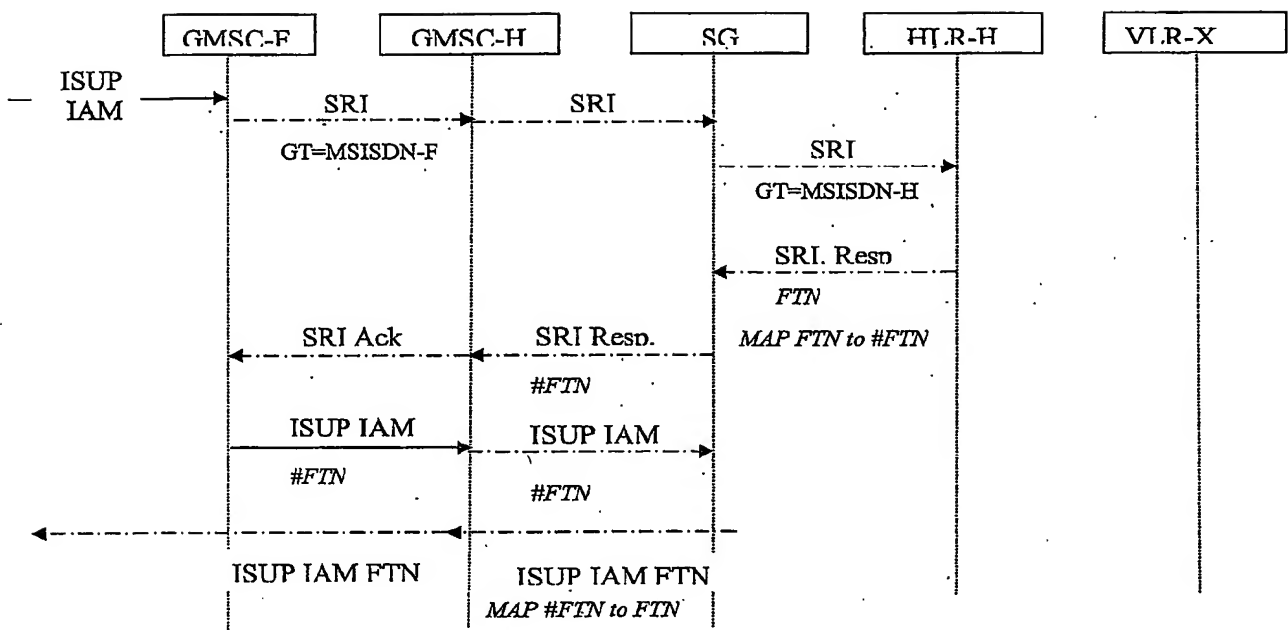 GMSC-F GMSC-H SG HLR-H VLR-X
ISUP
IAM
SRI SRI
GT=MSISDN-F
SRI
GT=MSISDN-H
SRI. Resp
FTN
SRI Ack SRI Resp. MAP FTN to #FTN
#FTN
ISUP IAM ISUP IAM
#FTN #FTN
ISUP IAM FTN ISUP IAM FTN
MAP #FTN to FTN